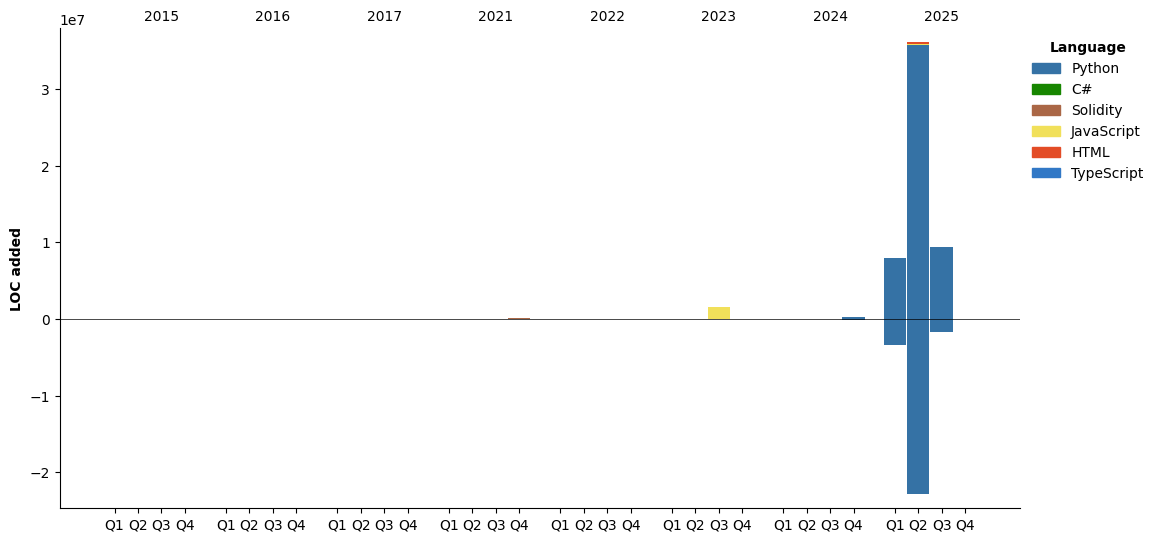 1e7 2015 2016 2017 2021 2022 2023 2024 2025
Language
Python
C#
Solidity
JavaScript
HTML
TypeScript
LOC added
3
2
1
0
−1
−2
Q1 Q2 Q3 Q4 Q1 Q2 Q3 Q4 Q1 Q2 Q3 Q4 Q1 Q2 Q3 Q4 Q1 Q2 Q3 Q4 Q1 Q2 Q3 Q4 Q1 Q2 Q3 Q4 Q1 Q2 Q3 Q4